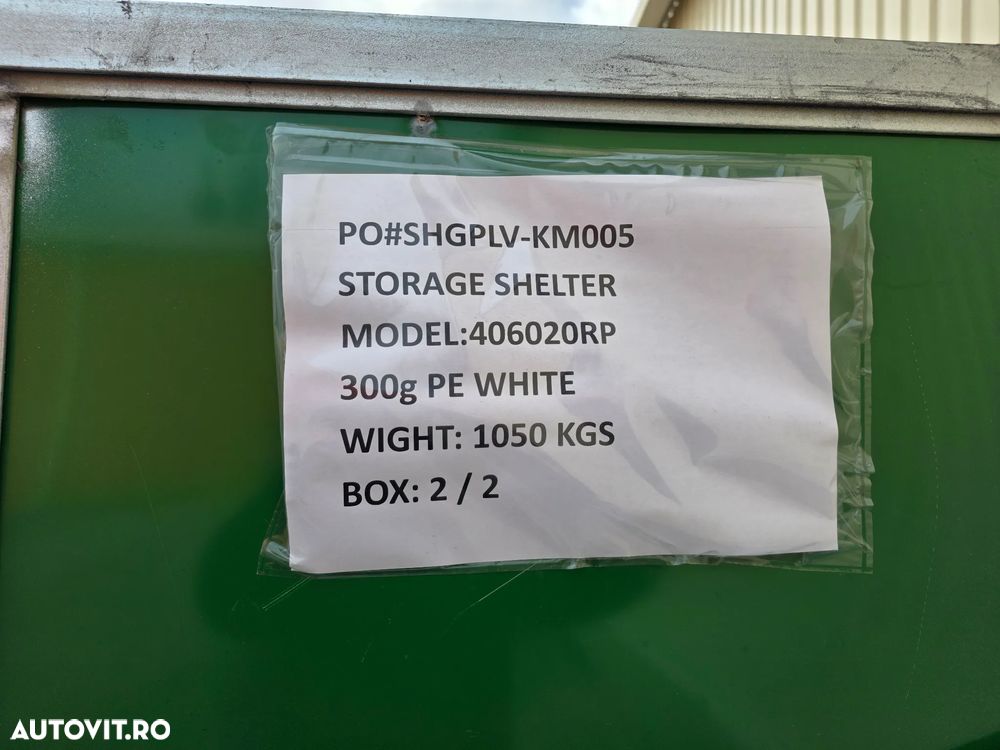 PO#SHGPLV-KM005
STORAGE SHELTER
MODEL:406020RP
300g PE WHITE
WIGHT: 1050 KGS
BOX: 2 / 2
AUTOVIT.RO